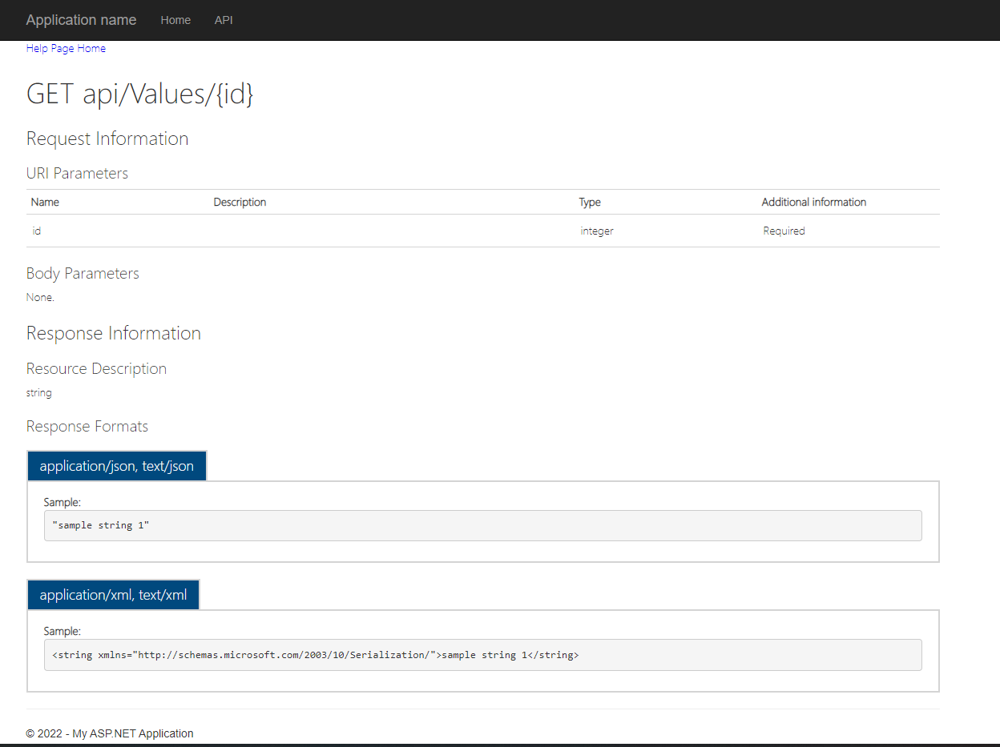 Application name Home API
Help Page Home
GET api/Values/{id}
Request Information
URI Parameters
Name Description Type Additional information
id integer Required
Body Parameters
None.
Response Information
Resource Description
string
Response Formats
application/json, text/json
Sample:
"sample string 1"
application/xml, text/xml
Sample:
<string xmlns="http://schemas.microsoft.com/2003/10/Serialization/">sample string 1</string>
© 2022 - My ASP.NET Application